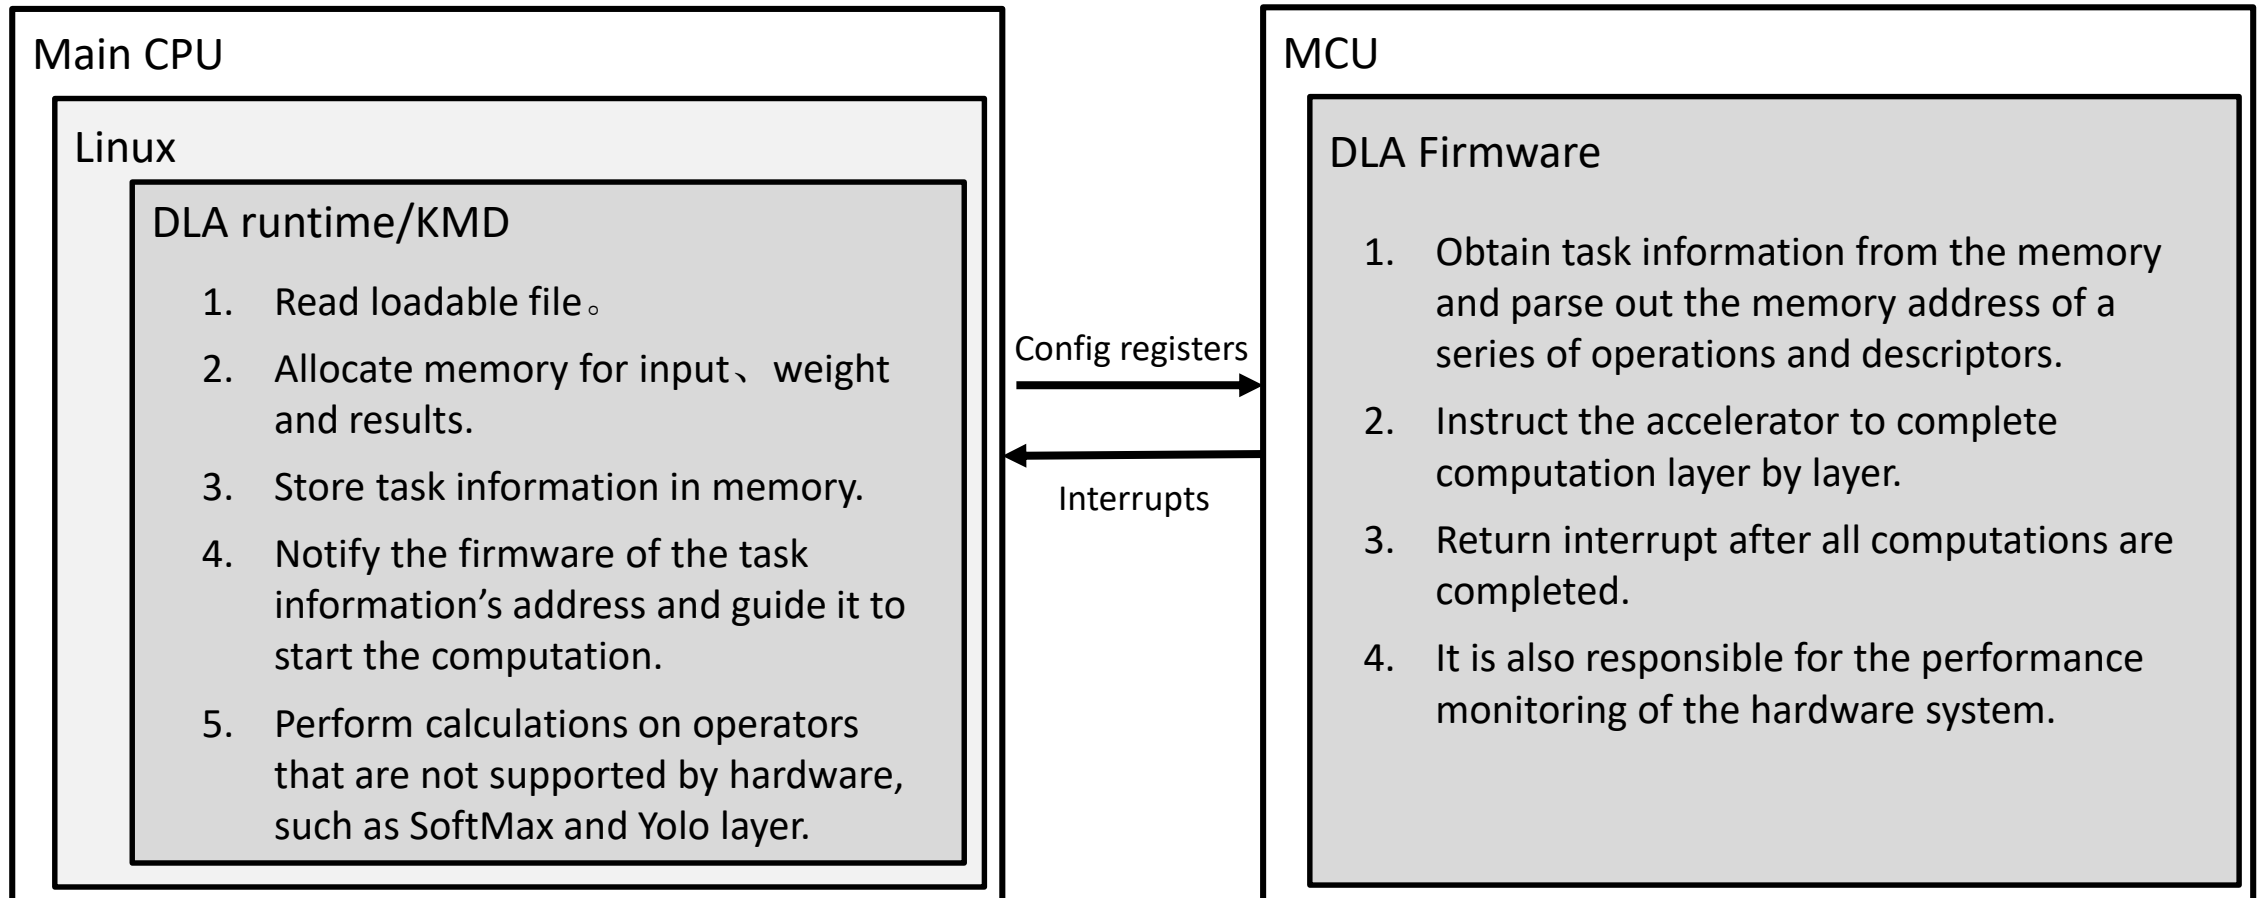 Main CPU
Linux
DLA runtime/KMD
1. Read loadable file。
2. Allocate memory for input、weight
and results.
3. Store task information in memory.
4. Notify the firmware of the task
information’s address and guide it to
start the computation.
5. Perform calculations on operators
that are not supported by hardware,
such as SoftMax and Yolo layer.
Config registers
Interrupts
MCU
DLA Firmware
1. Obtain task information from the memory
and parse out the memory address of a
series of operations and descriptors.
2. Instruct the accelerator to complete
computation layer by layer.
3. Return interrupt after all computations are
completed.
4. It is also responsible for the performance
monitoring of the hardware system.